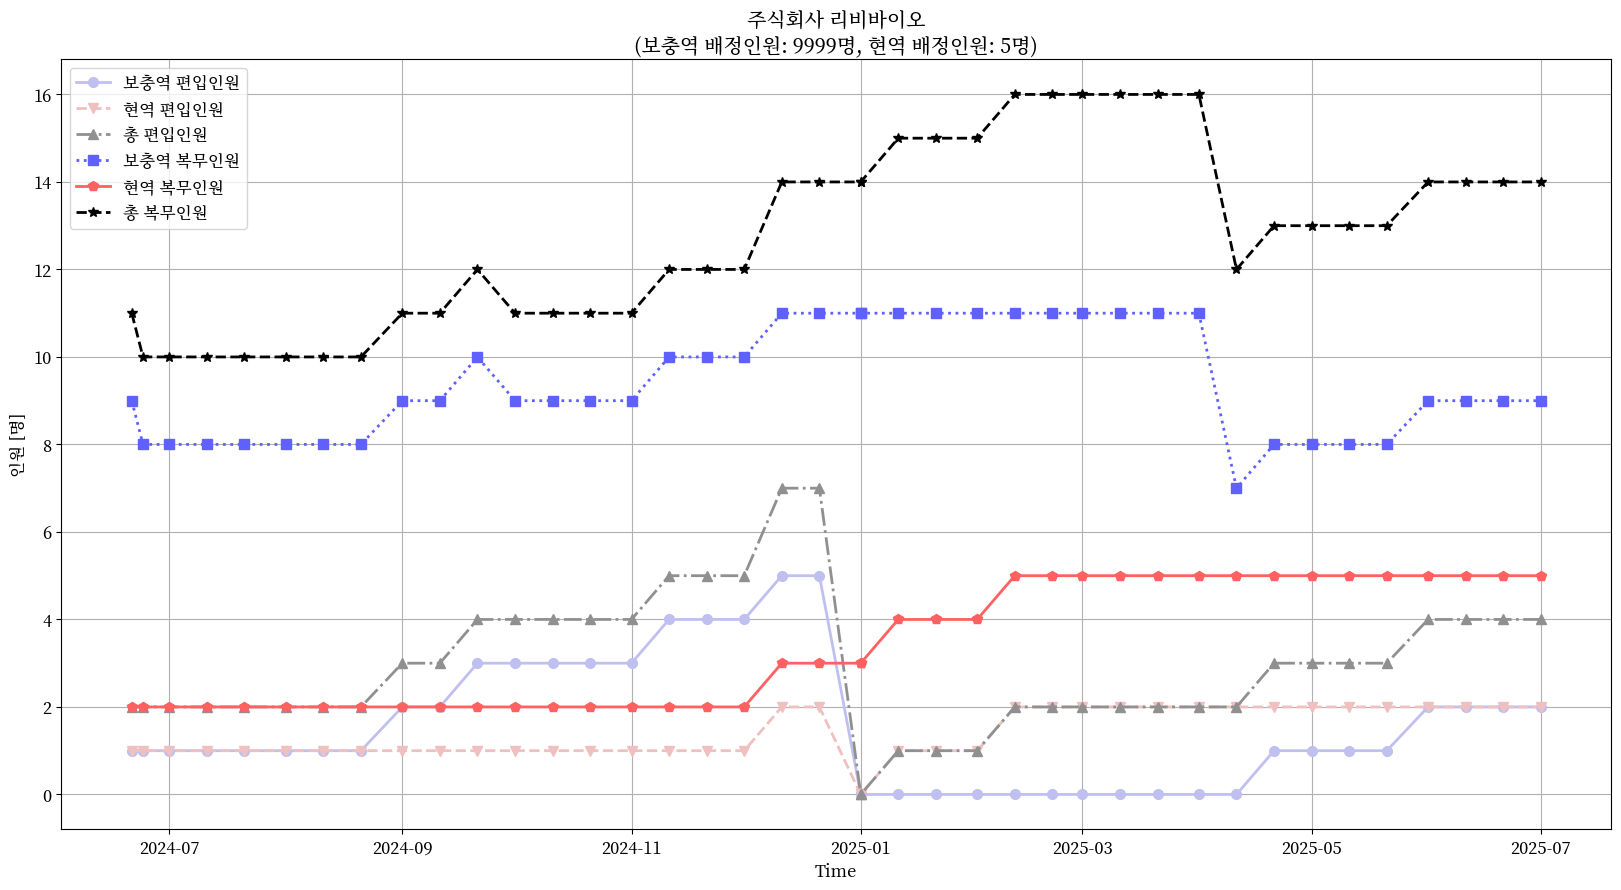 주식회사 리비바이오
(보충역 배정인원: 9999명, 현역 배정인원: 5명)
보충역 편입인원
현역 편입인원
총 편입인원
보충역 복무인원
현역 복무인원
총 복무인원
인원 [명]
16
14
12
10
8
6
4
2
0
2024-07
2024-09
2024-11
2025-01
2025-03
2025-05
2025-07
Time